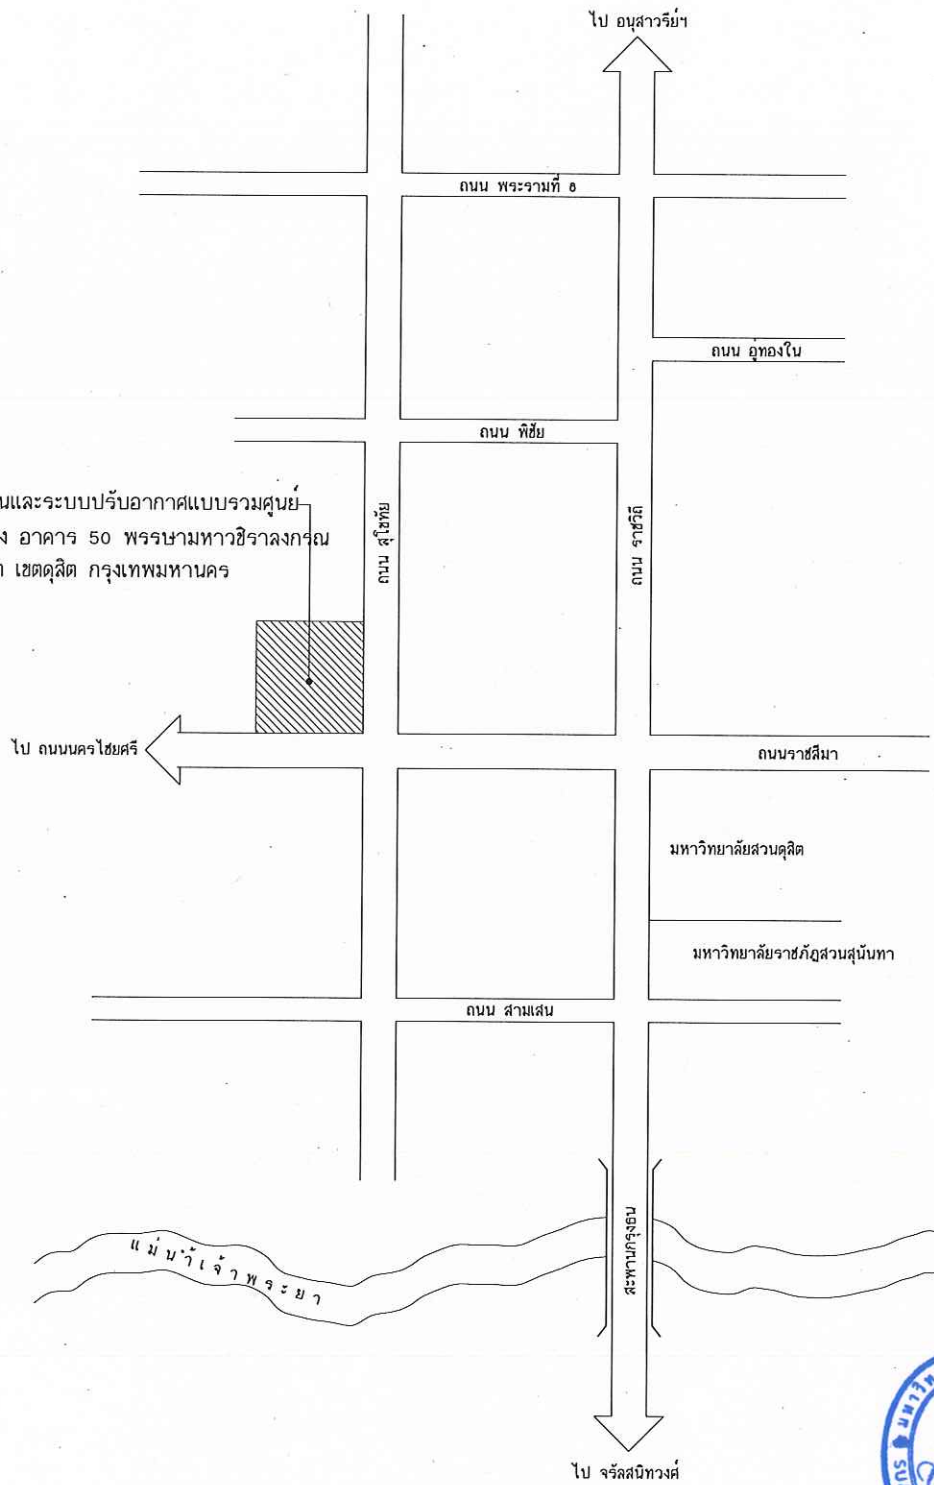 ไป อนุสาวรีย์ฯ
ถนน พระรามที่ 8
ถนน อู่ทองใน
ถนน พิชัย
นและระบบปรับอากาศแบบรวมศูนย์
ง อาคาร 50 พรรษามหาวชิราลงกรณ
เขตดุสิต กรุงเทพมหานคร
ถนน สุโขทัย
ถนน ราชวิถี
ไป ถนนนครไชยศรี
ถนนราชสีมา
มหาวิทยาลัยสวนดุสิต
มหาวิทยาลัยราชภัฎสวนสุนันทา
ถนน สามเสน
แม่น้ำเจ้าพระยา
สะพานกรุงธน
ไป จรัลสนิทวงศ์